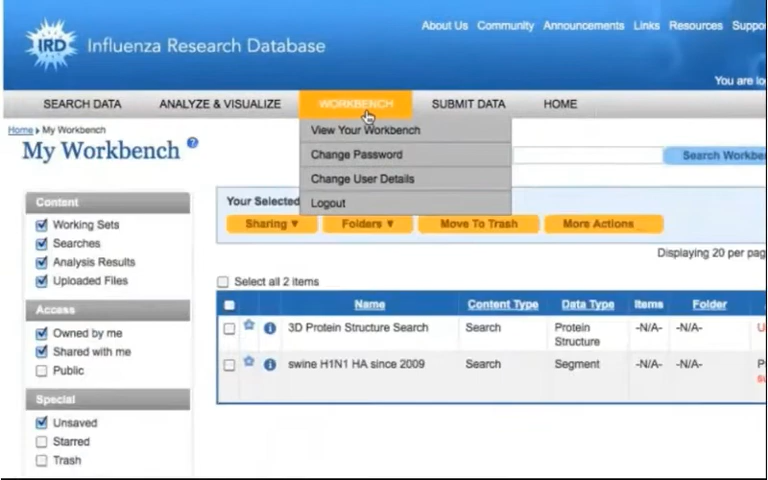 About Us Community Announcements Links Resources Suppo
IRD Influenza Research Database
You are lo
SEARCH DATA ANALYZE & VISUALIZE WORKBENCH SUBMIT DATA HOME
Home My Workbench
My Workbench ?
View Your Workbench
Change Password
Change User Details
Logout
Search Workbe
Content
Working Sets
Searches
Analysis Results
Uploaded Files
Access
Owned by me
Shared with me
Public
Special
Unsaved
Starred
Trash
Your Selected
Sharing ▼ Folders ▼ Move To Trash More Actions
Displaying 20 per pag
Select all 2 items
Name Content Type Data Type Items Folder
3D Protein Structure Search Search Protein Structure -N/A- -N/A- U
swine H1N1 HA since 2009 Search Segment -N/A- -N/A- P